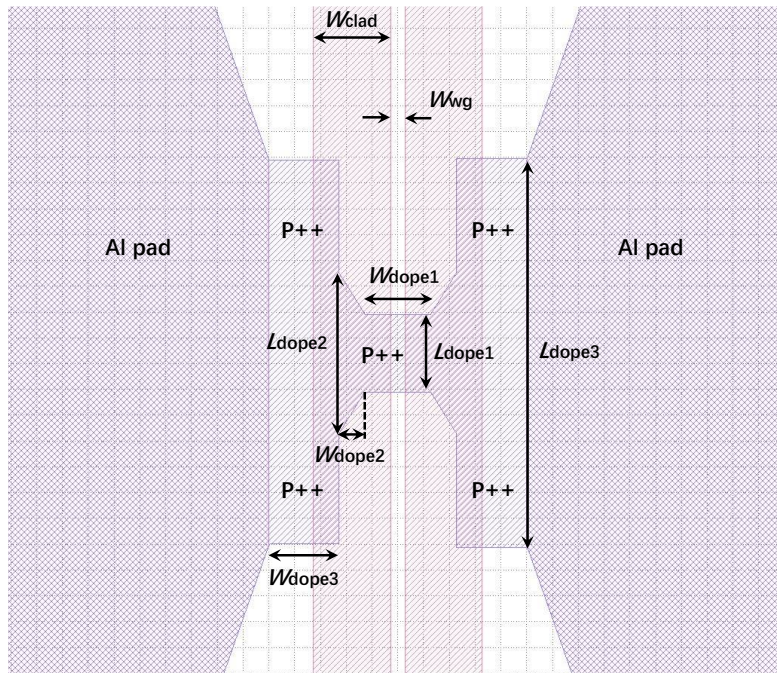 Wclad
Wwg
P++
P++
Al pad
Al pad
Wdope1
Ldope2
P++
Ldope1
Ldope3
Wdope2
P++
P++
Wdope3